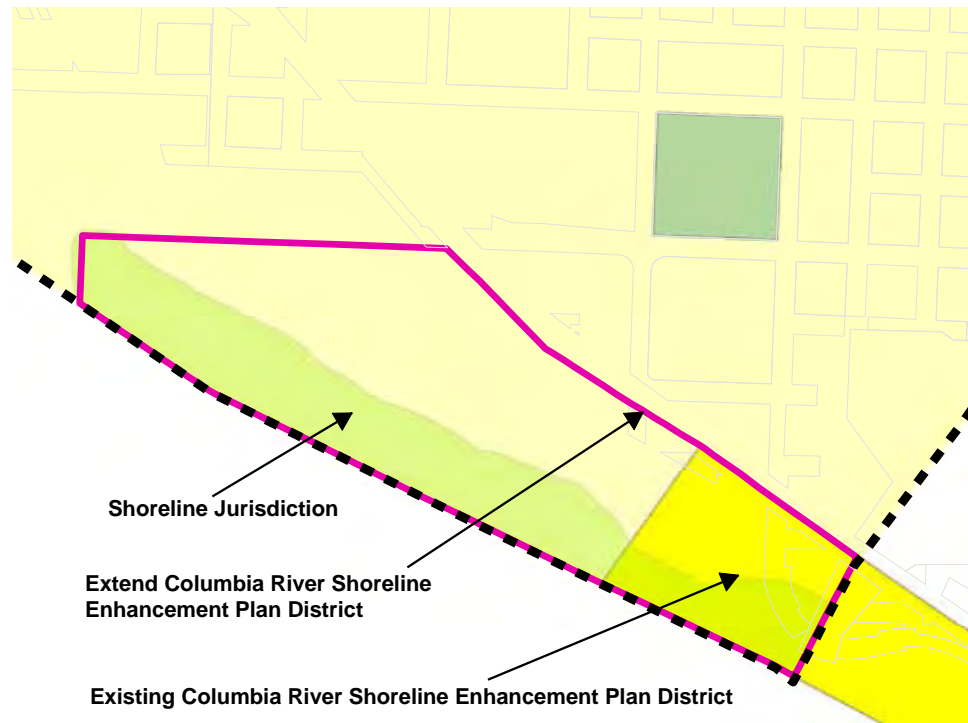 Shoreline Jurisdiction
Extend Columbia River Shoreline
Enhancement Plan District
Existing Columbia River Shoreline Enhancement Plan District